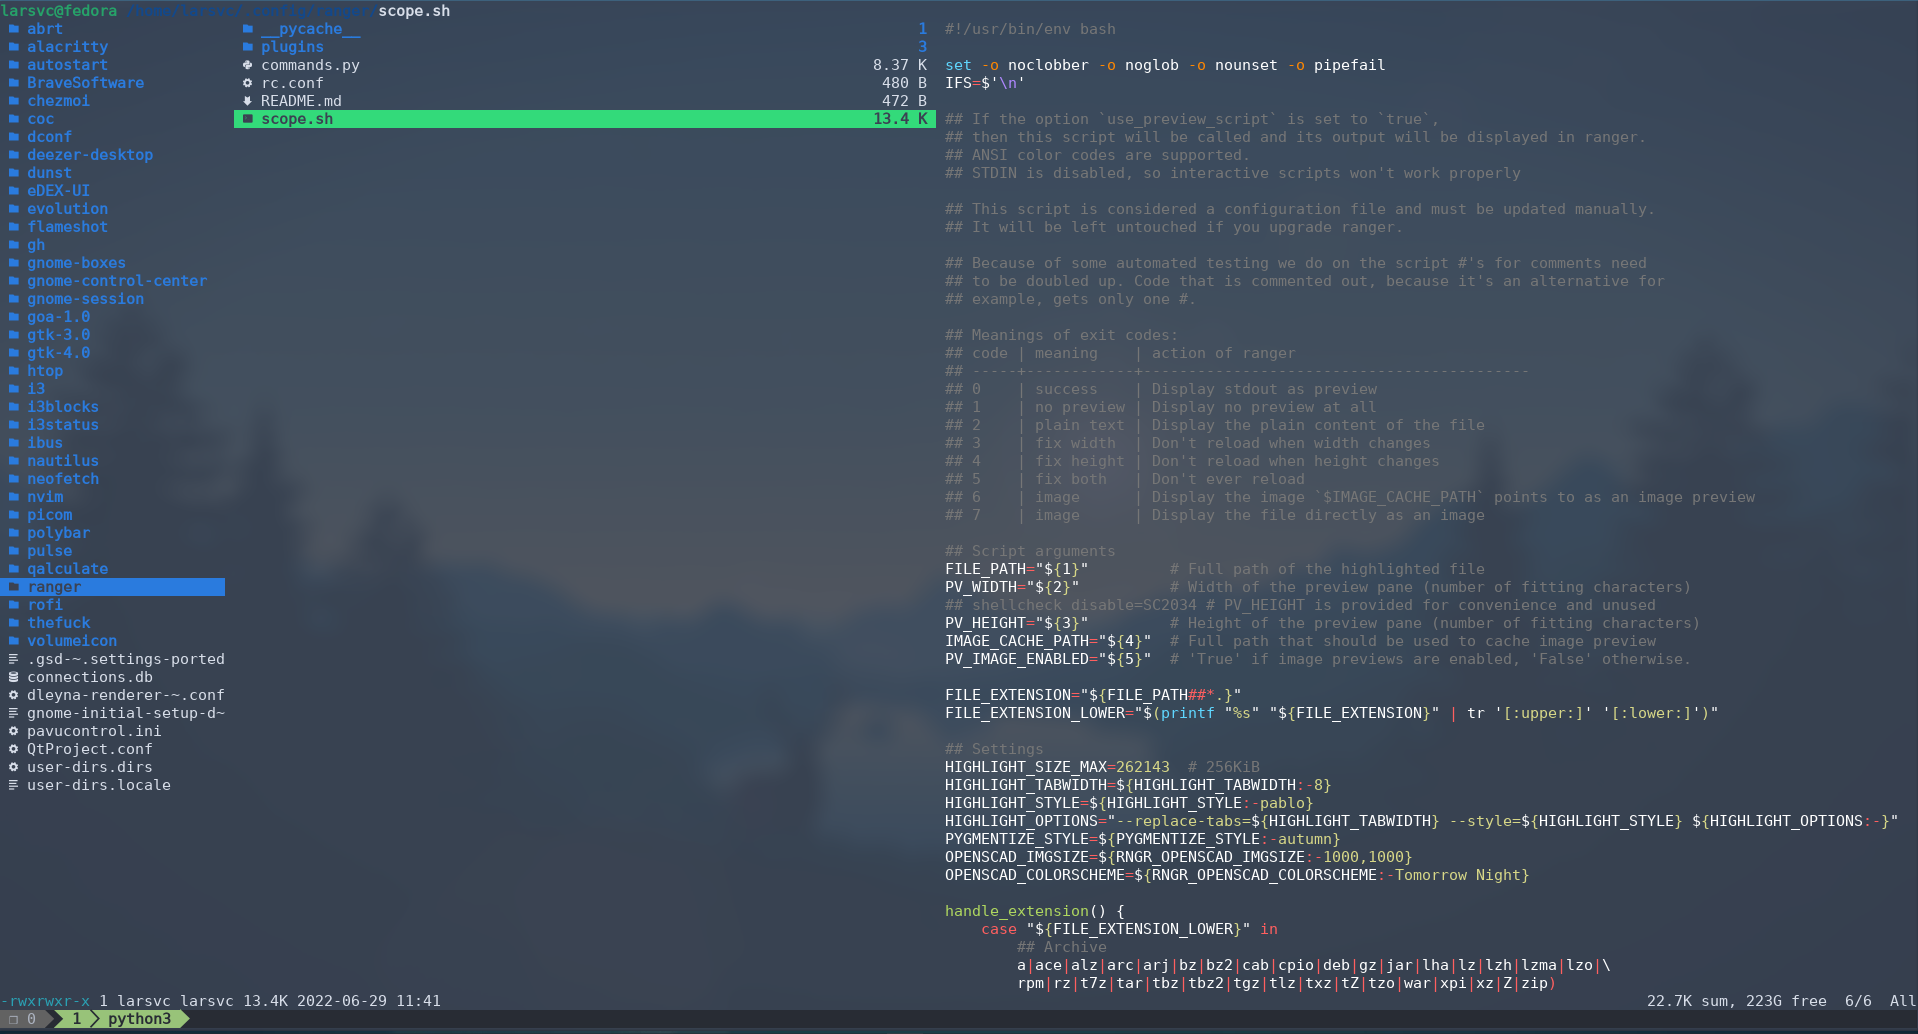 larsvc@fedora /home/larsvc/.config/ranger/scope.sh
abrt
alacritty
autostart
BraveSoftware
chezmoi
coc
dconf
deezer-desktop
dunst
eDEX-UI
evolution
flameshot
gh
gnome-boxes
gnome-control-center
gnome-session
goa-1.0
gtk-3.0
gtk-4.0
htop
i3
i3blocks
i3status
ibus
nautilus
neofetch
nvim
picom
polybar
pulse
qalculate
ranger
rofi
thefuck
volumeicon
.gsd-~.settings-ported
connections.db
dleyna-renderer-~.conf
gnome-initial-setup-d~
pavucontrol.ini
QtProject.conf
user-dirs.dirs
user-dirs.locale
__pycache__ 1
plugins 3
commands.py 8.37 K
rc.conf 480 B
README.md 472 B
scope.sh 13.4 K
#!/usr/bin/env bash
set -o noclobber -o noglob -o nounset -o pipefail
IFS=$'\n'
## If the option `use_preview_script` is set to `true`,
## then this script will be called and its output will be displayed in ranger.
## ANSI color codes are supported.
## STDIN is disabled, so interactive scripts won't work properly
## This script is considered a configuration file and must be updated manually.
## It will be left untouched if you upgrade ranger.
## Because of some automated testing we do on the script #'s for comments need
## to be doubled up. Code that is commented out, because it's an alternative for
## example, gets only one #.
## Meanings of exit codes:
## code | meaning    | action of ranger
## -----+------------+-------------------------------------------
## 0    | success    | Display stdout as preview
## 1    | no preview | Display no preview at all
## 2    | plain text | Display the plain content of the file
## 3    | fix width  | Don't reload when width changes
## 4    | fix height | Don't reload when height changes
## 5    | fix both   | Don't ever reload
## 6    | image      | Display the image `$IMAGE_CACHE_PATH` points to as an image preview
## 7    | image      | Display the file directly as an image
## Script arguments
FILE_PATH="${1}"         # Full path of the highlighted file
PV_WIDTH="${2}"          # Width of the preview pane (number of fitting characters)
## shellcheck disable=SC2034 # PV_HEIGHT is provided for convenience and unused
PV_HEIGHT="${3}"         # Height of the preview pane (number of fitting characters)
IMAGE_CACHE_PATH="${4}"  # Full path that should be used to cache image preview
PV_IMAGE_ENABLED="${5}"  # 'True' if image previews are enabled, 'False' otherwise.
FILE_EXTENSION="${FILE_PATH##*.}"
FILE_EXTENSION_LOWER="$(printf "%s" "${FILE_EXTENSION}" | tr '[:upper:]' '[:lower:]')"
## Settings
HIGHLIGHT_SIZE_MAX=262143  # 256KiB
HIGHLIGHT_TABWIDTH=${HIGHLIGHT_TABWIDTH:-8}
HIGHLIGHT_STYLE=${HIGHLIGHT_STYLE:-pablo}
HIGHLIGHT_OPTIONS="--replace-tabs=${HIGHLIGHT_TABWIDTH} --style=${HIGHLIGHT_STYLE} ${HIGHLIGHT_OPTIONS:-}"
PYGMENTIZE_STYLE=${PYGMENTIZE_STYLE:-autumn}
OPENSCAD_IMGSIZE=${RNGR_OPENSCAD_IMGSIZE:-1000,1000}
OPENSCAD_COLORSCHEME=${RNGR_OPENSCAD_COLORSCHEME:-Tomorrow Night}
handle_extension() {
    case "${FILE_EXTENSION_LOWER}" in
        ## Archive
        a|ace|alz|arc|arj|bz|bz2|cab|cpio|deb|gz|jar|lha|lz|lzh|lzma|lzo|\
        rpm|rz|t7z|tar|tbz|tbz2|tgz|tlz|txz|tZ|tzo|war|xpi|xz|Z|zip)
-rwxrwxr-x 1 larsvc larsvc 13.4K 2022-06-29 11:41 22.7K sum, 223G free  6/6  All
❐ 0 1 python3